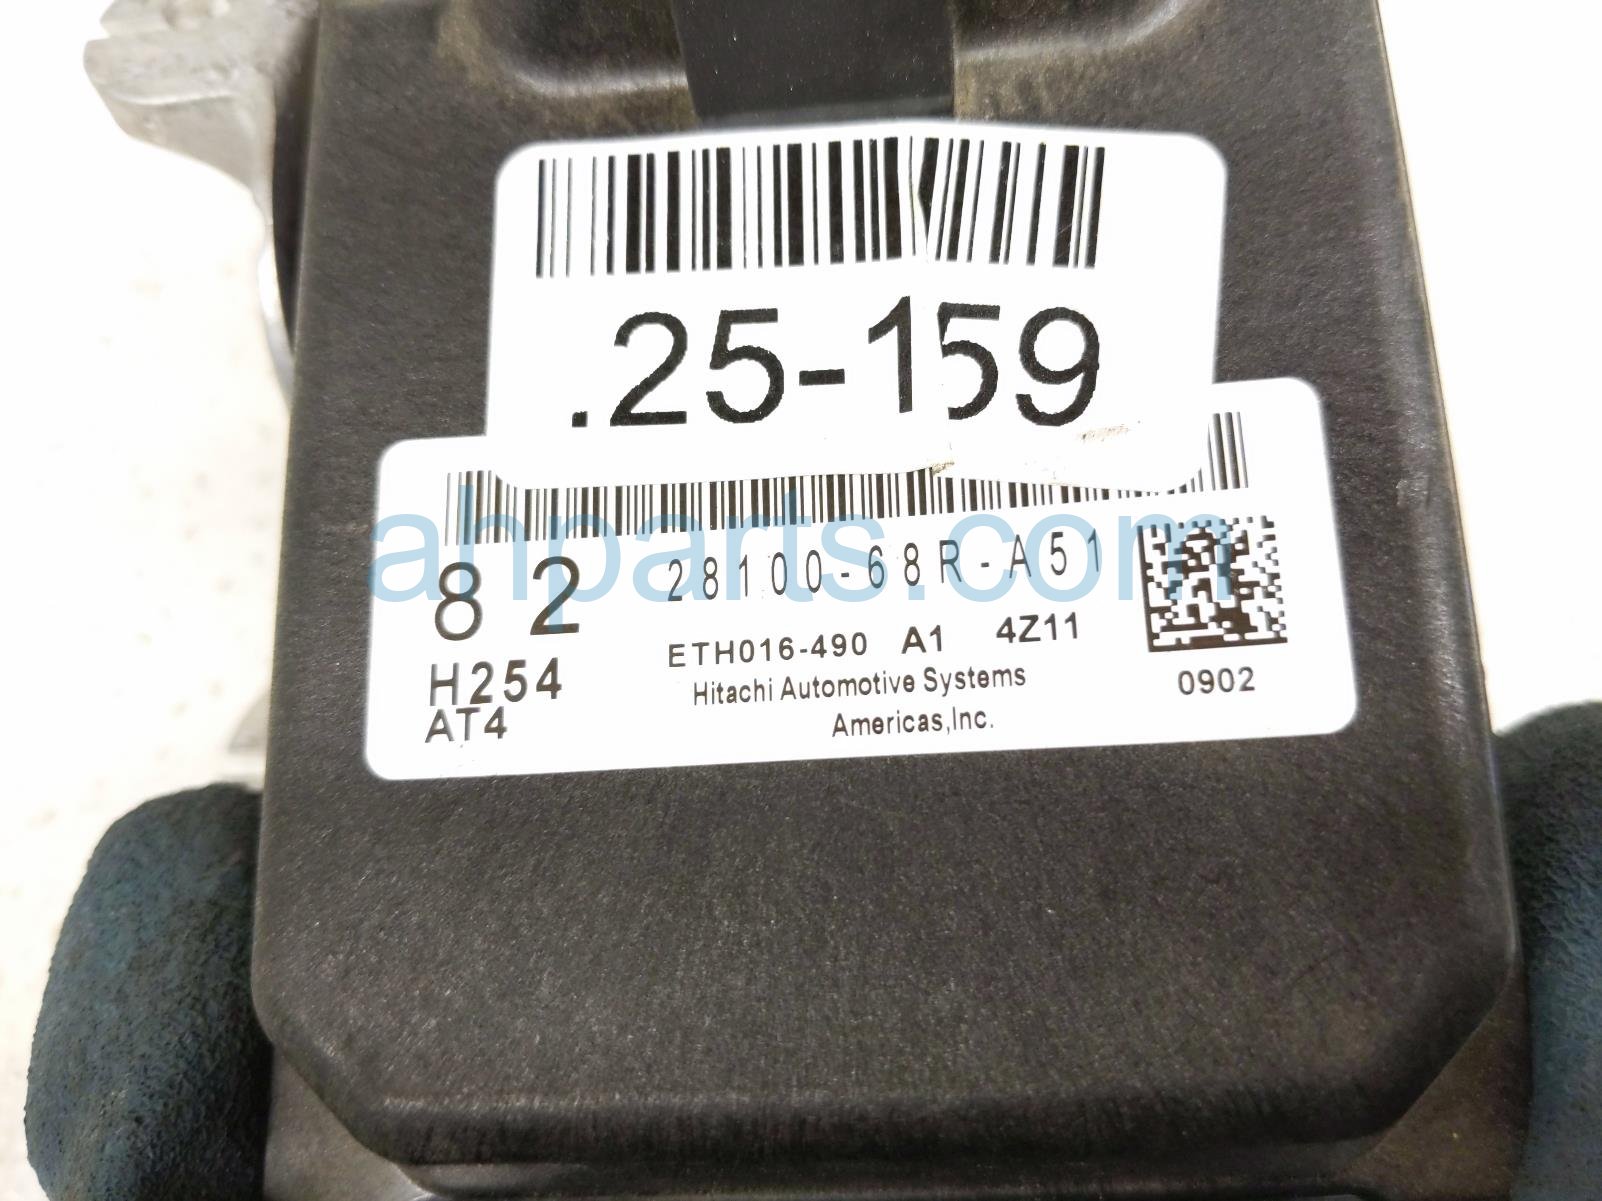 .25-159
8 2
28100-68R-A51
ETH016-490 A1 4Z11
H254
Hitachi Automotive Systems
0902
AT4
Americas,Inc.
ahparts.com